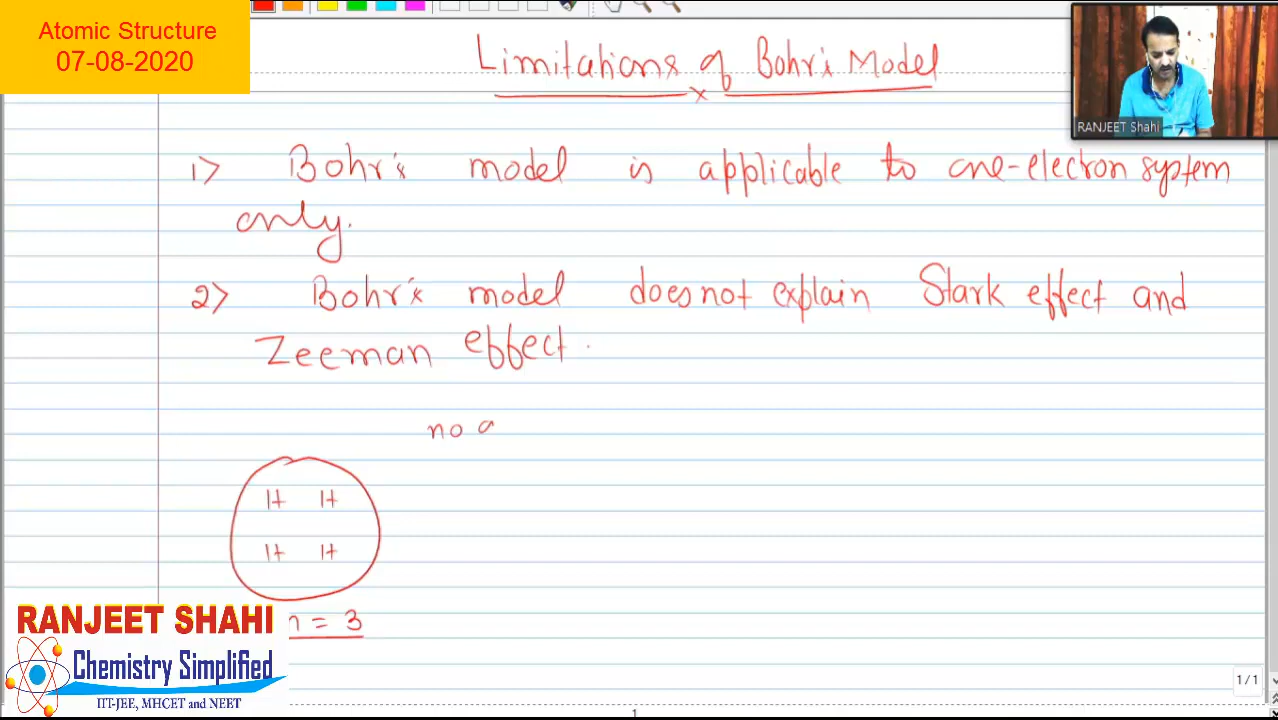 Atomic Structure
07-08-2020
Limitations of Bohr's Model
RANJEET Shahi
1> Bohr's model is applicable to one-electron system
only.
2> Bohr's model does not explain Stark effect and
Zeeman effect.
no a
H H
H H
n = 3
RANJEET SHAHI
Chemistry Simplified
IIT-JEE, MHCET and NEET
1/1
1